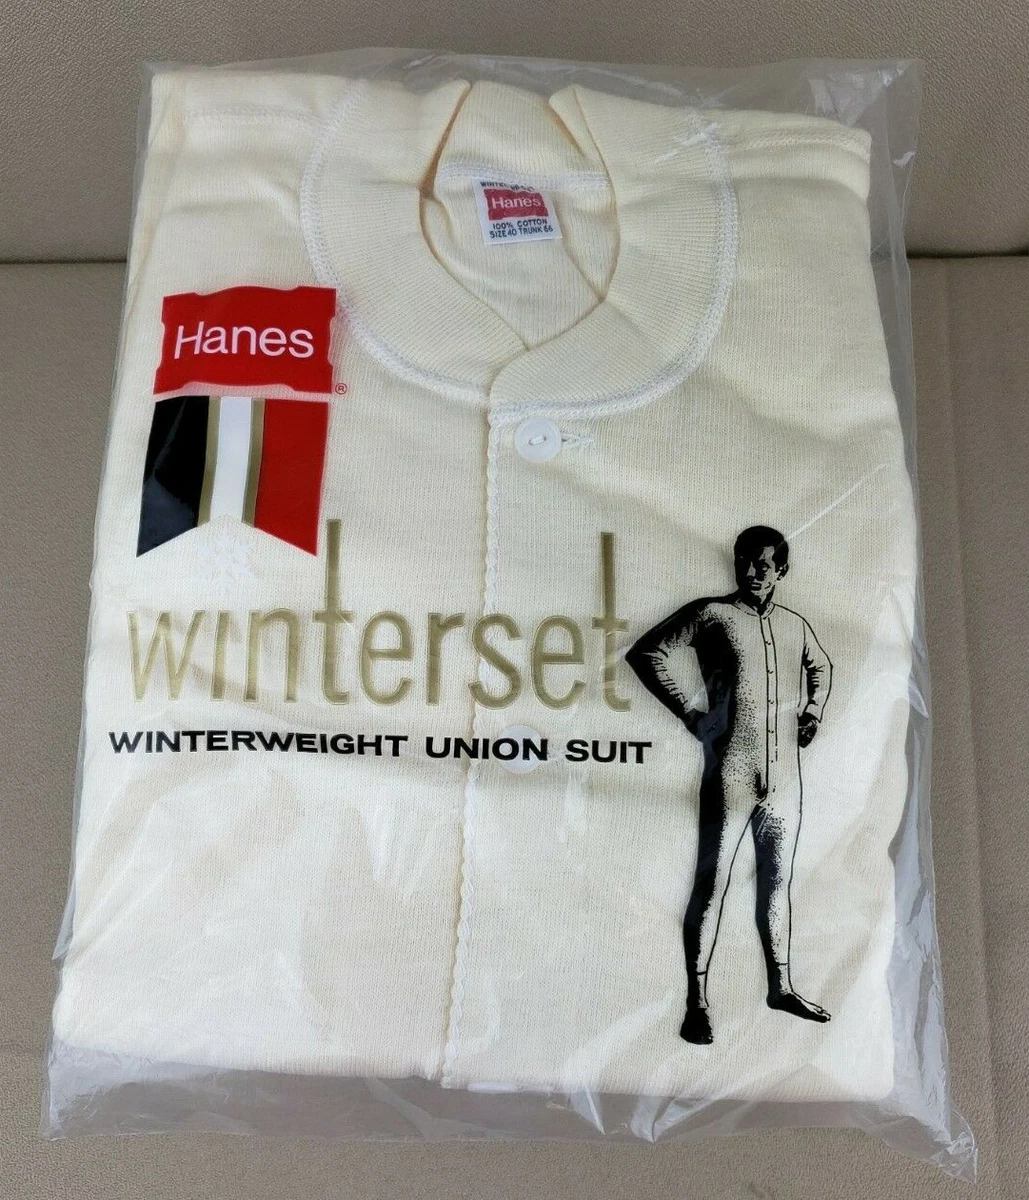 Hanes
100% COTTON
SIZE 40 TRUNK 66
Hanes
®
winterset
WINTERWEIGHT UNION SUIT